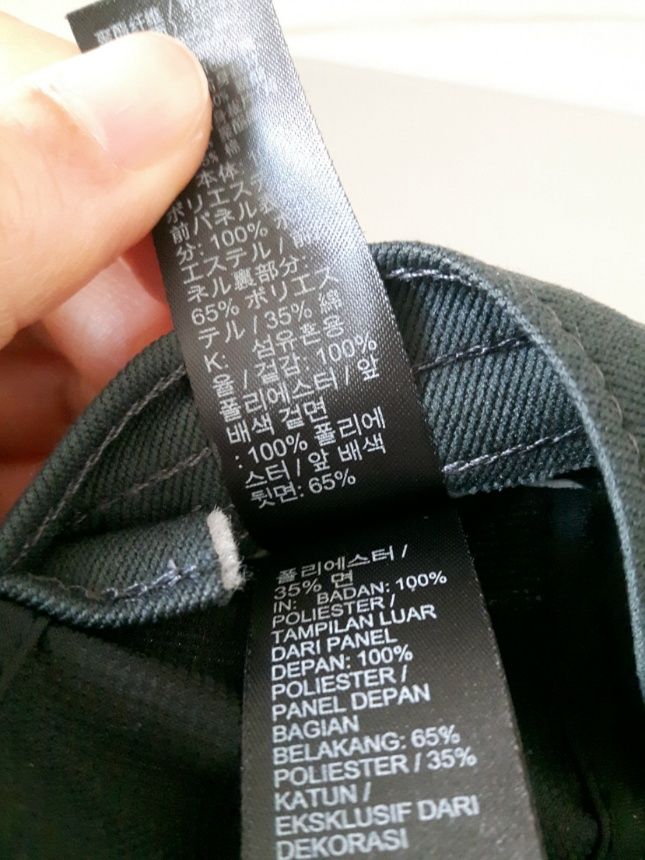 本体
ポリエステ
前パネル
分: 100%
エステル / 前
ネル裏部分:
65% ポリエス
テル / 35% 綿
K: 섬유혼용
율 / 겉감: 100%
폴리에스터 / 앞
배색 겉면
: 100% 폴리에
스터 / 앞 배색
뒷면: 65%
폴리에스터 /
35% 면
IN: BADAN: 100%
POLIESTER /
TAMPILAN LUAR
DARI PANEL
DEPAN: 100%
POLIESTER /
PANEL DEPAN
BAGIAN
BELAKANG: 65%
POLIESTER / 35%
KATUN /
EKSKLUSIF DARI
DEKORASI